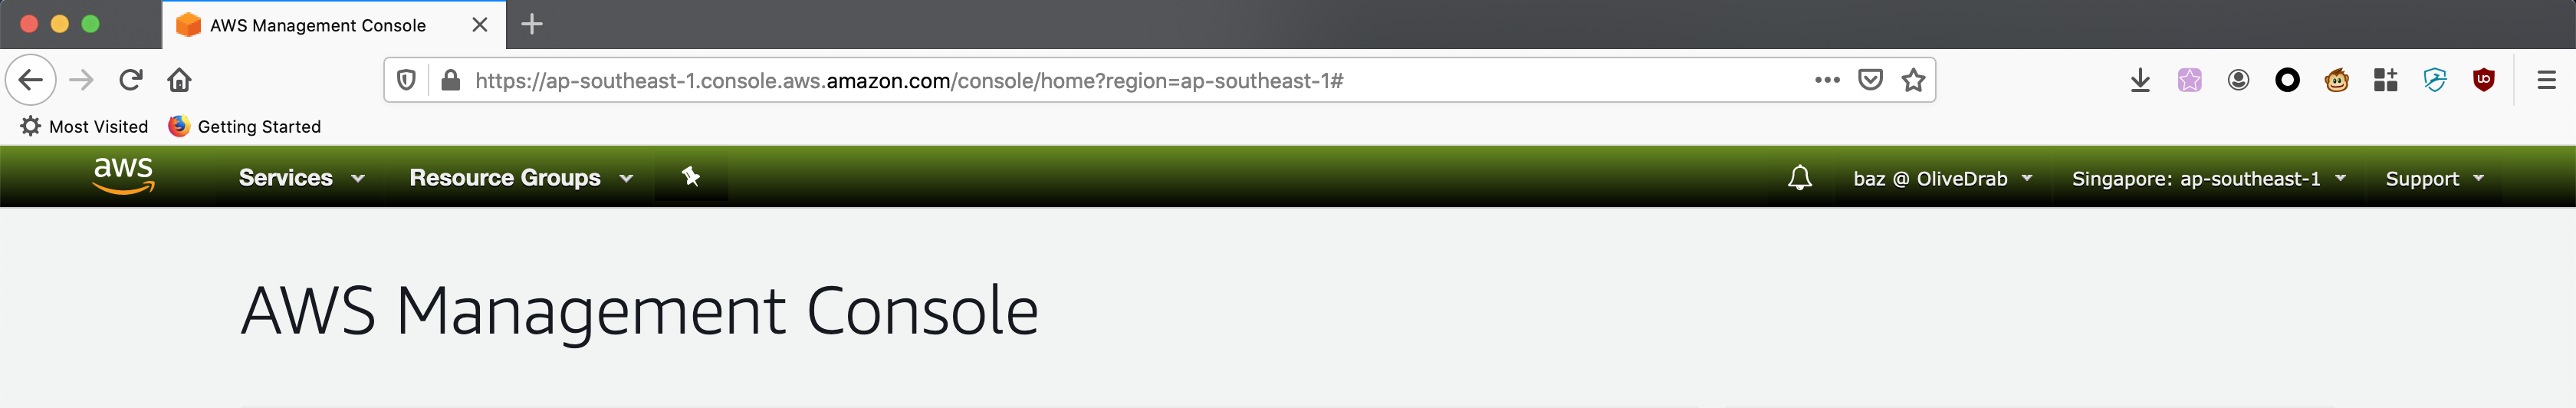 AWS Management Console
https://ap-southeast-1.console.aws.amazon.com/console/home?region=ap-southeast-1#
Most Visited Getting Started
aws Services Resource Groups baz @ OliveDrab Singapore: ap-southeast-1 Support
AWS Management Console